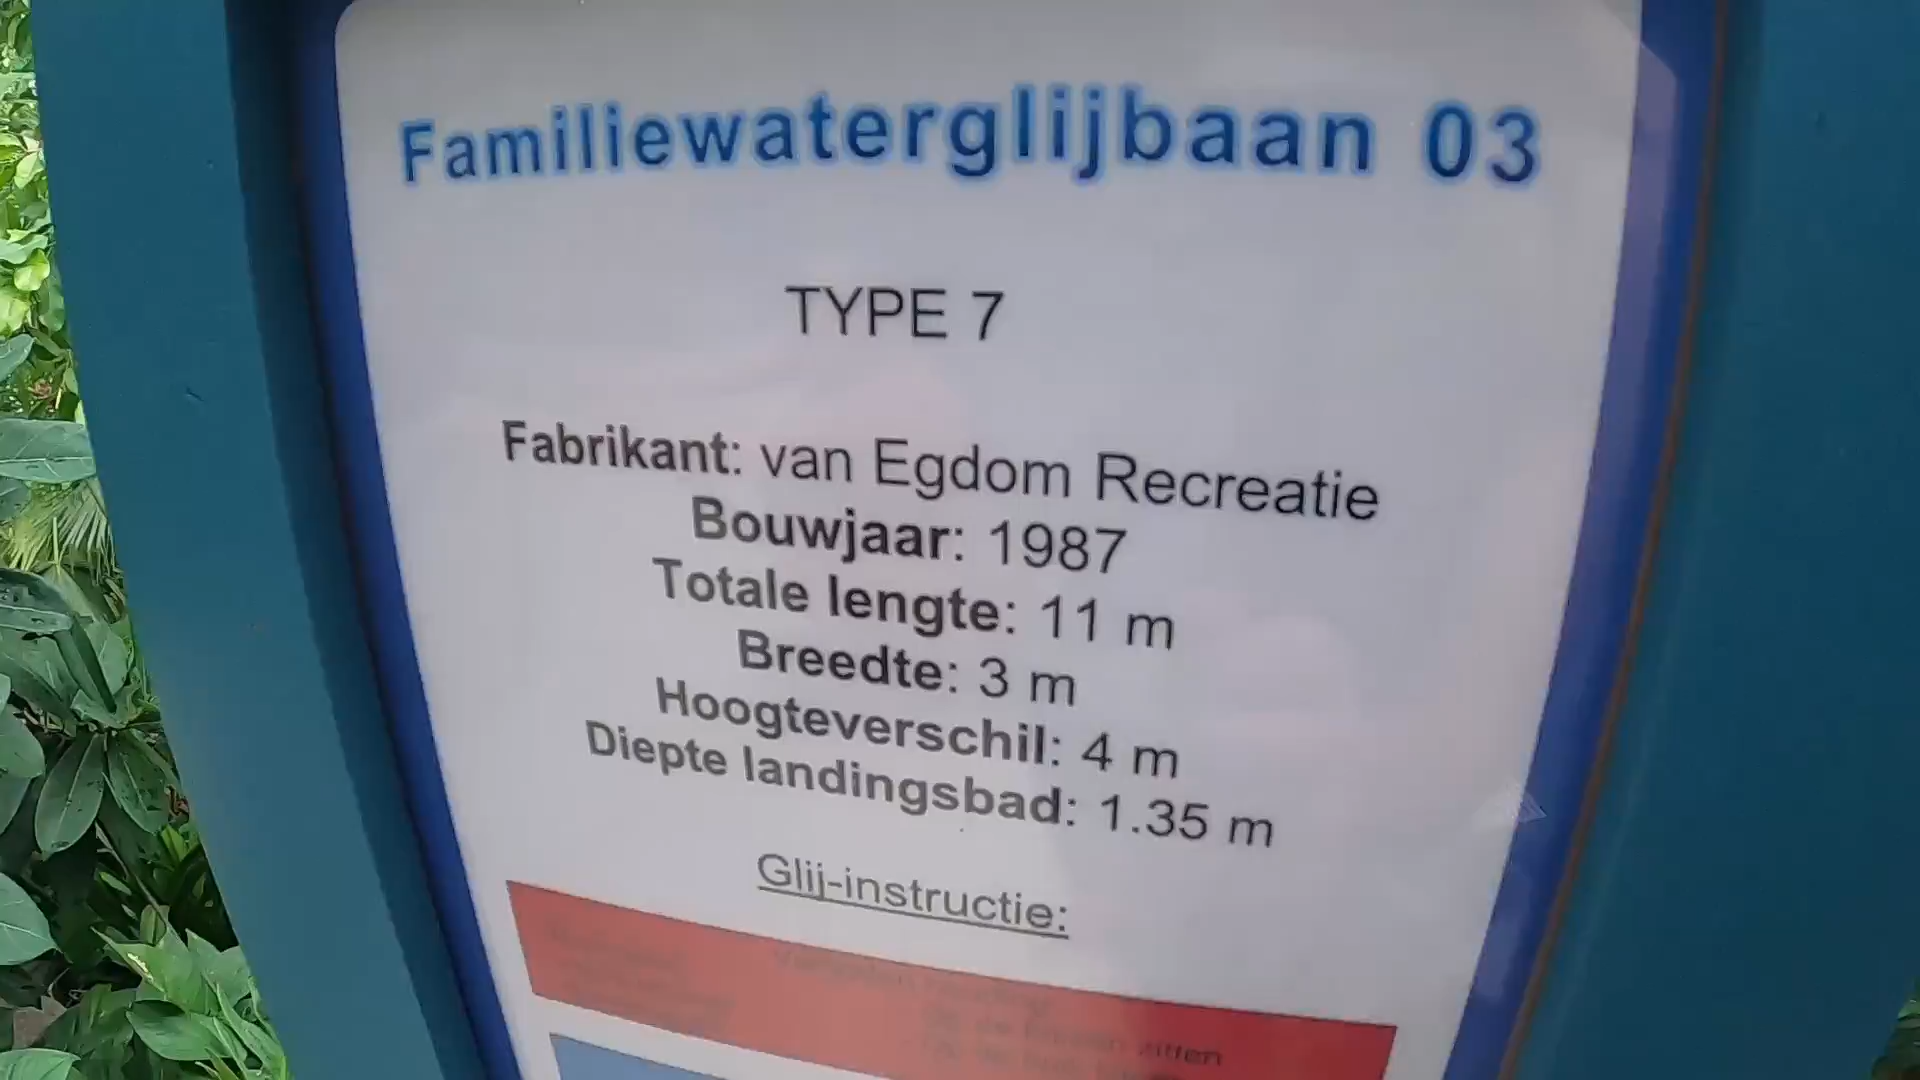 Familiewaterglijbaan 03
TYPE 7
Fabrikant: van Egdom Recreatie
Bouwjaar: 1987
Totale lengte: 11 m
Breedte: 3 m
Hoogteverschil: 4 m
Diepte landingsbad: 1.35 m
Glij-instructie:
zitten